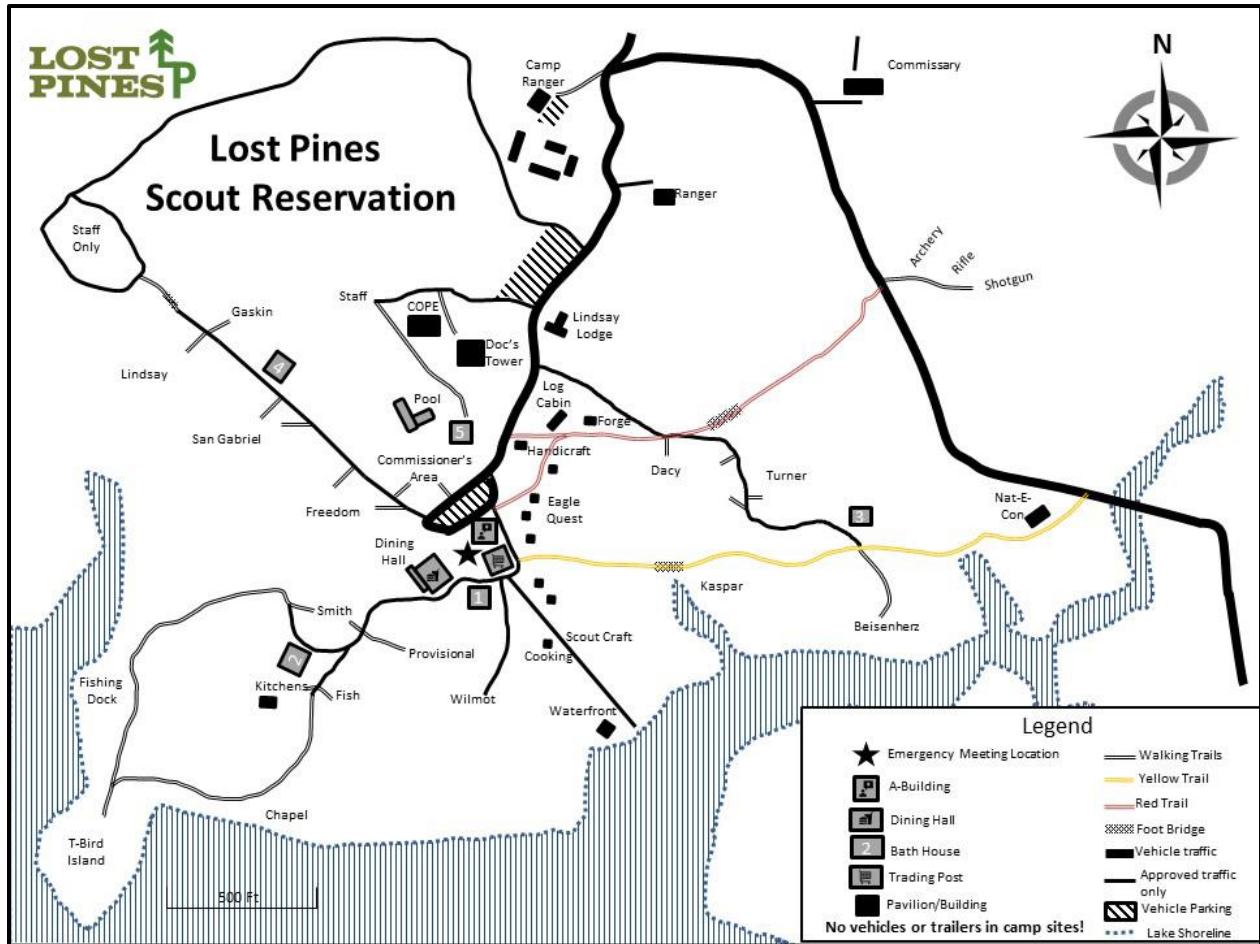 LOST
PINES
LP
N
Camp
Ranger
Commissary
Lost Pines
Scout Reservation
Ranger
Staff
Only
Archery
Rifle
Shotgun
Gaskin
Staff
COPE
Lindsay
Lodge
Doc's
Tower
Lindsay
4
Log
Cabin
Pool
Forge
5
San Gabriel
Handicraft
Commissioner's
Area
Dacy
Turner
Freedom
Eagle
Quest
Nat-E-
Con
3
Dining
Hall
Kaspar
1
Smith
Beisenherz
Scout Craft
Provisional
Cooking
2
Fishing
Dock
Kitchens
Fish
Wilmot
Waterfront
Chapel
T-Bird
Island
500 Ft
Legend
Emergency Meeting Location
A-Building
Dining Hall
2
Bath House
Trading Post
Pavilion/Building
Walking Trails
Yellow Trail
Red Trail
Foot Bridge
Vehicle traffic
Approved traffic
only
Vehicle Parking
Lake Shoreline
No vehicles or trailers in camp sites!